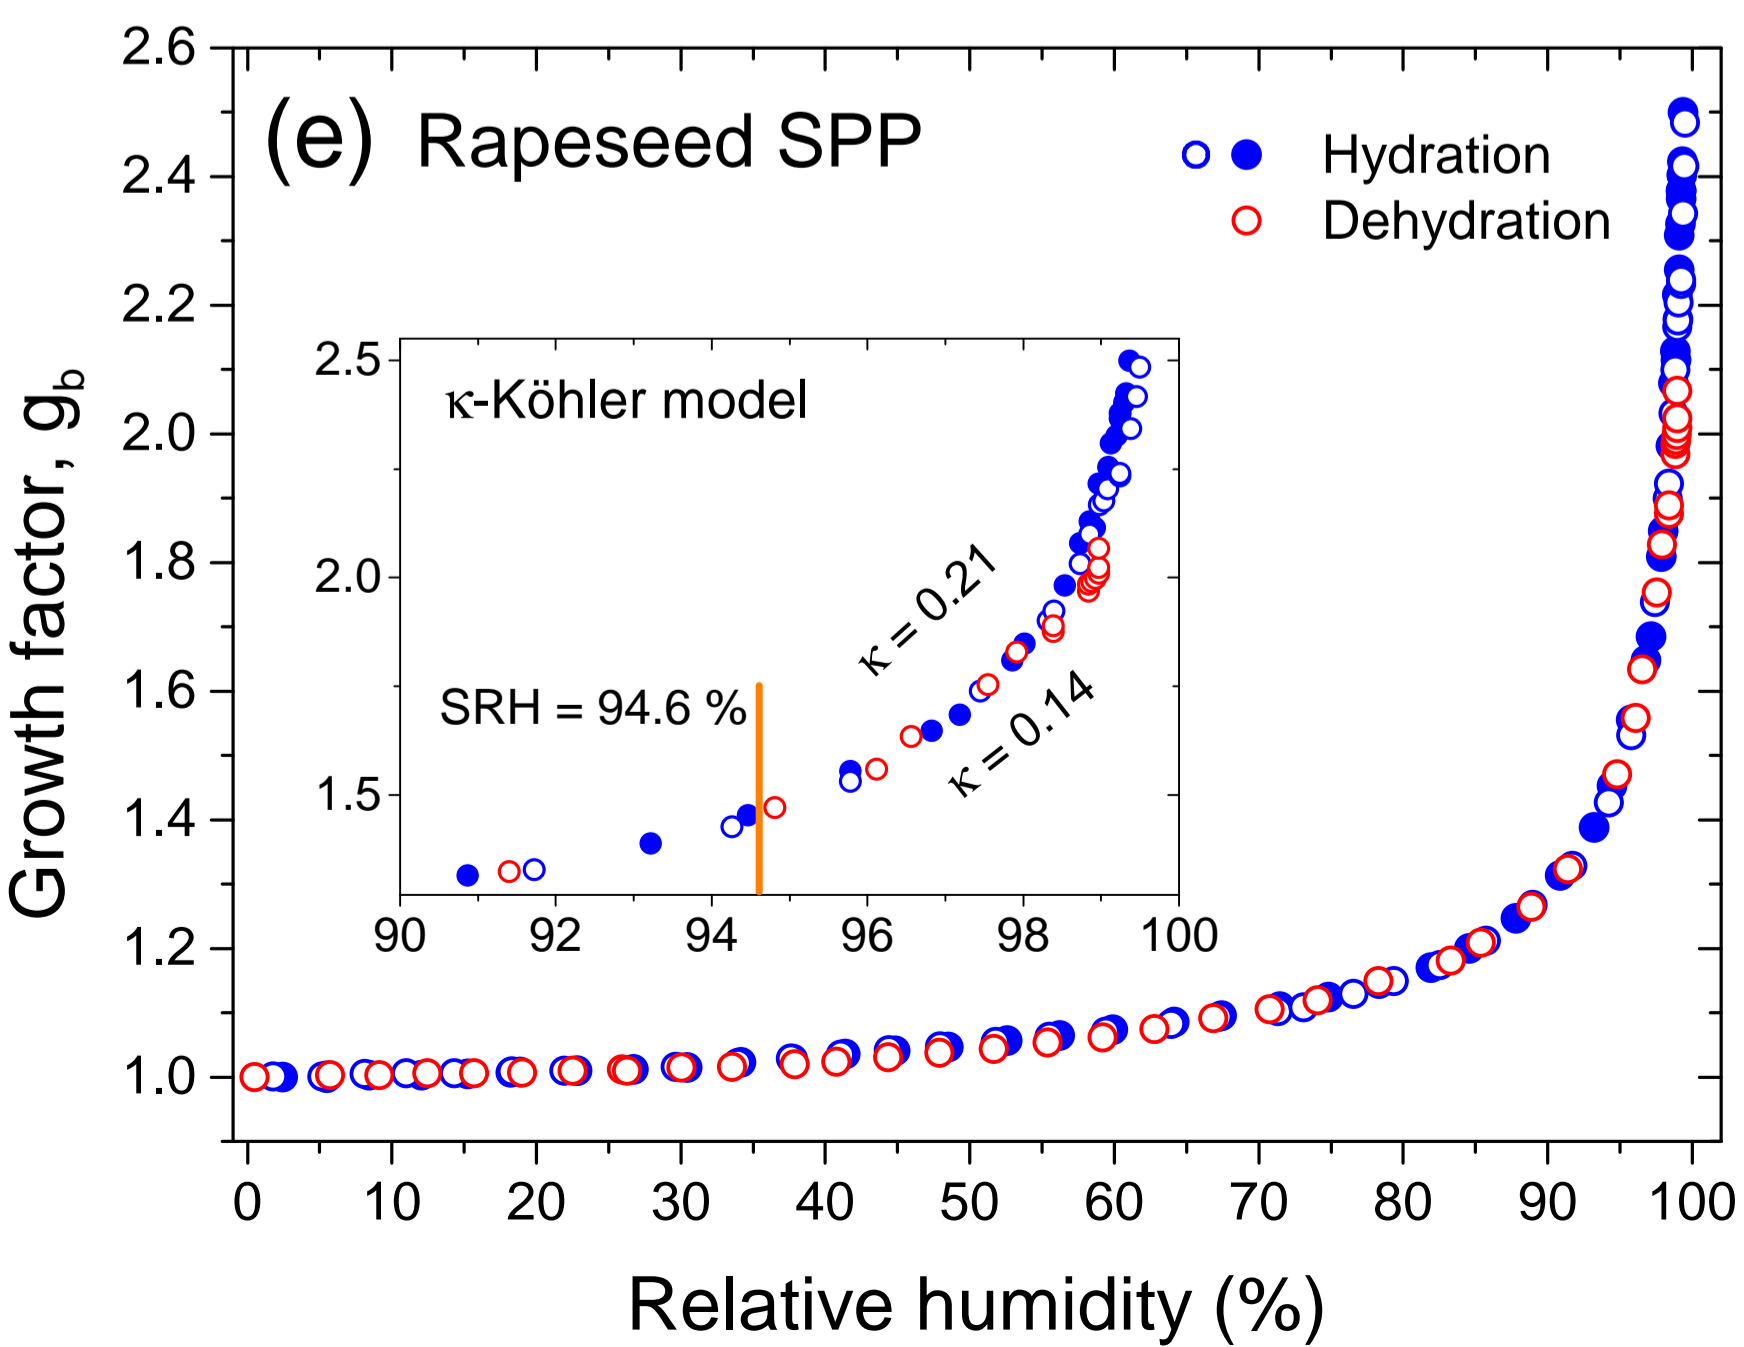 (e) Rapeseed SPP
Hydration
Dehydration
Growth factor, g_b
2.6
2.4
2.2
2.0
1.8
1.6
1.4
1.2
1.0
κ-Köhler model
2.5
2.0
1.5
κ = 0.21
κ = 0.14
SRH = 94.6 %
90 92 94 96 98 100
0 10 20 30 40 50 60 70 80 90 100
Relative humidity (%)